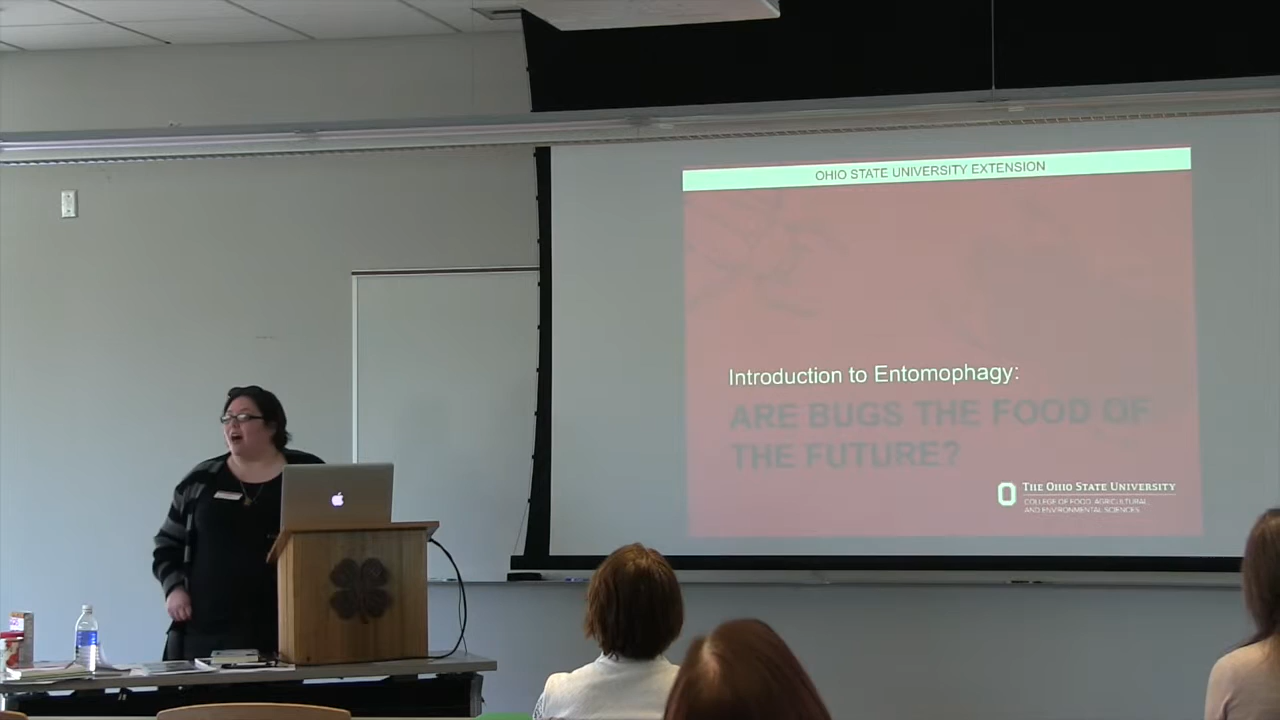 OHIO STATE UNIVERSITY EXTENSION
Introduction to Entomophagy:
ARE BUGS THE FOOD OF
THE FUTURE?
THE OHIO STATE UNIVERSITY
COLLEGE OF FOOD, AGRICULTURAL,
AND ENVIRONMENTAL SCIENCES